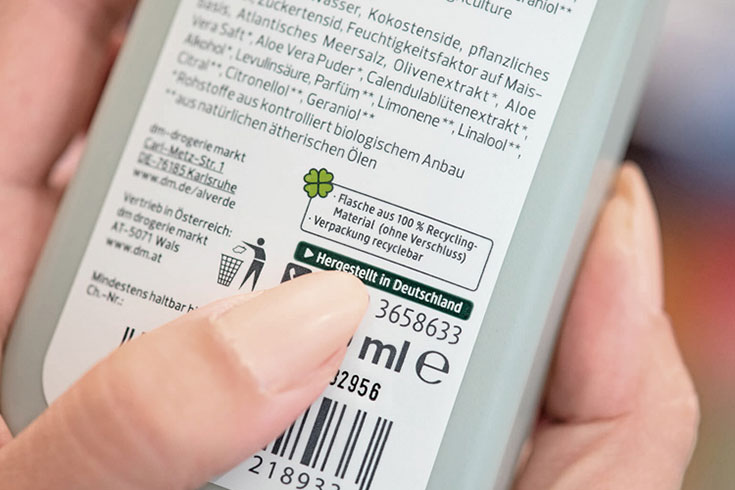 Agriculture
Wasser, Kokostenside, pflanzliches
Geraniol**
Zuckertensid, Feuchtigkeitsfaktor auf Mais-
basis, Atlantisches Meersalz, Olivenextrakt*, Aloe
Vera Saft*, Aloe Vera Puder*, Calendulablütenextrakt*,
Alkohol*, Levulinsäure, Parfüm**, Limonene**, Linalool**,
Citral**, Citronellol**, Geraniol**
*Rohstoffe aus kontrolliert biologischem Anbau
**aus natürlichen ätherischen Ölen
dm-drogerie markt
Carl-Metz-Str. 1
DE-76185 Karlsruhe
www.dm.de/alverde
Vertrieb in Österreich:
dm drogerie markt
AT-5071 Wals
www.dm.at
· Flasche aus 100 % Recycling-
Material (ohne Verschluss)
· Verpackung recyclebar
Hergestellt in Deutschland
3658633
ml e
Mindestens haltbar
Ch.-Nr.:
32956
218933